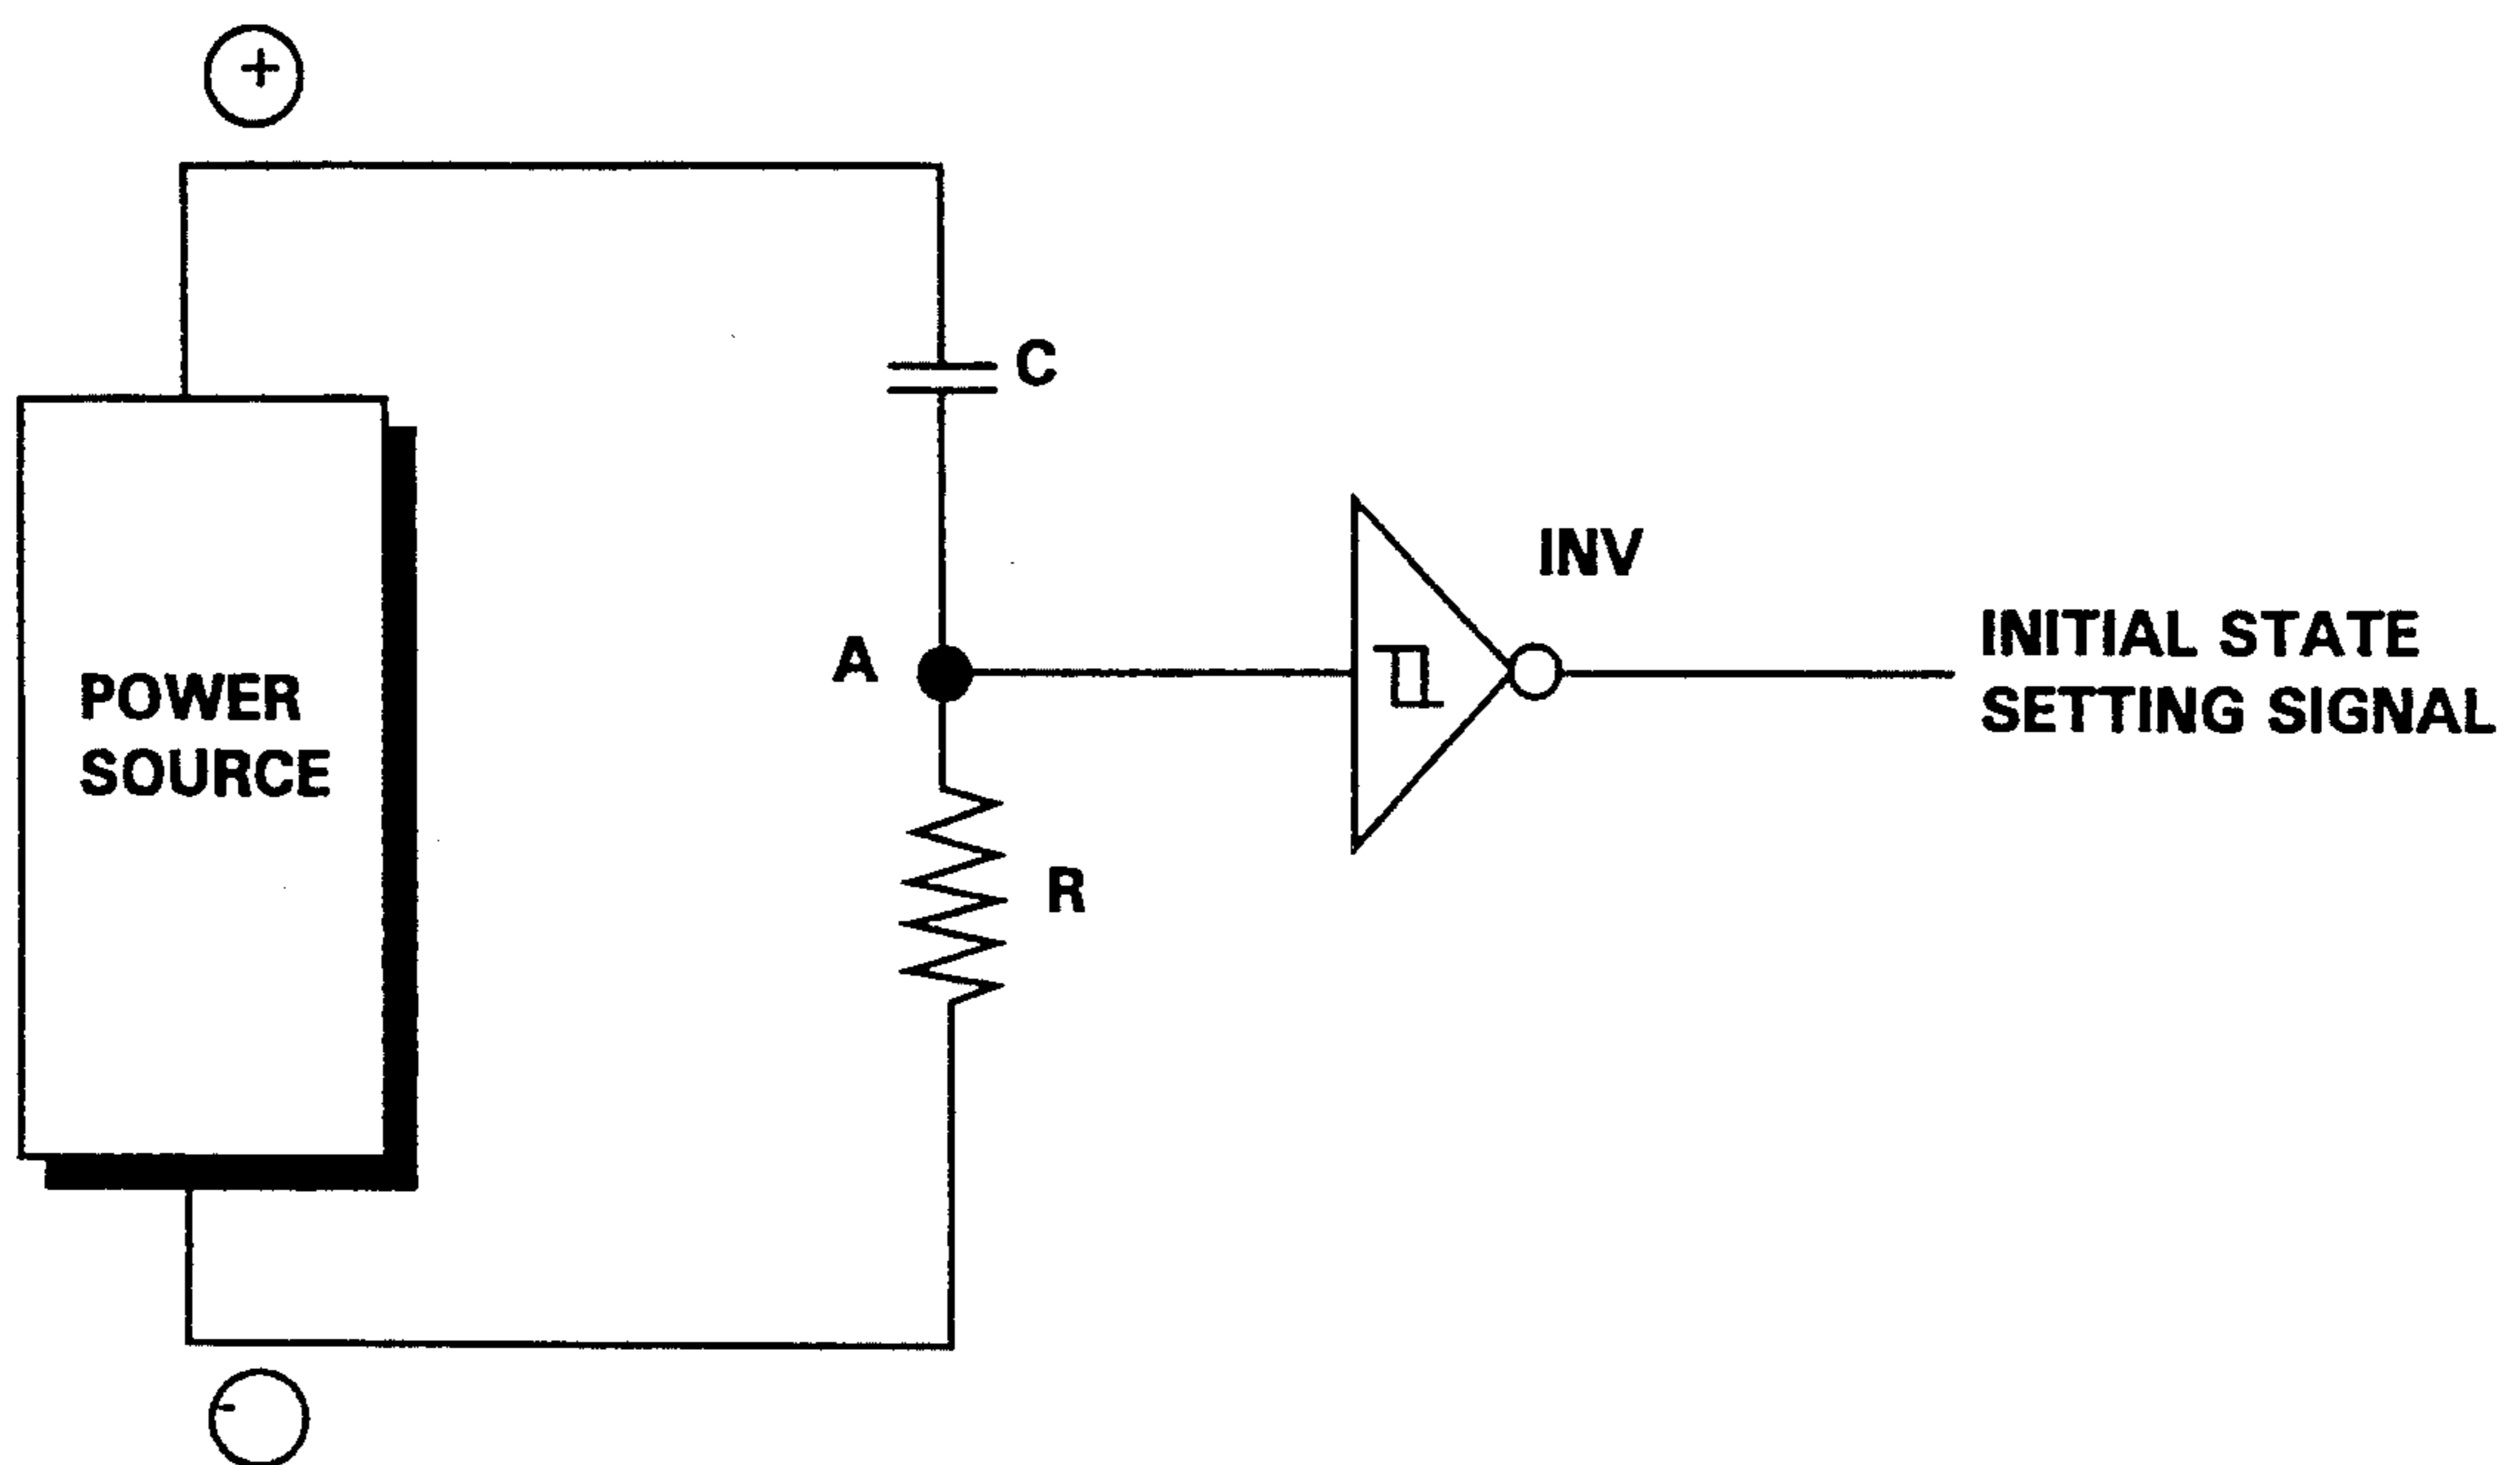 +
C
INV
A
INITIAL STATE
SETTING SIGNAL
POWER
SOURCE
R
-